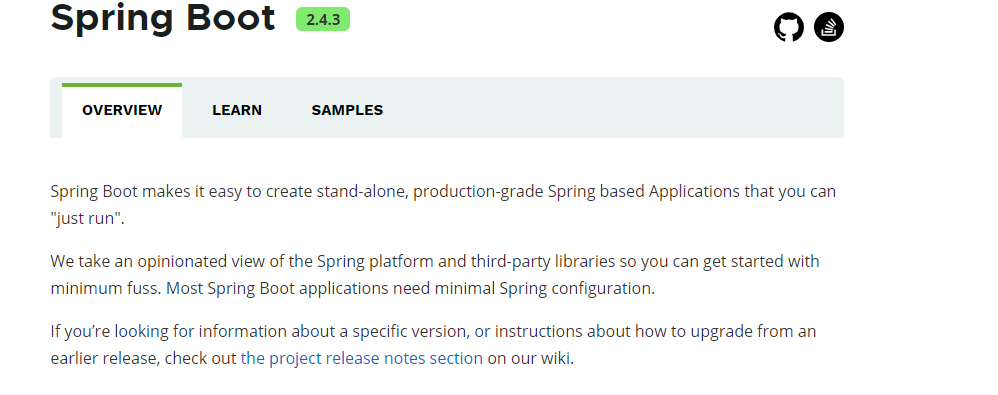 Spring Boot 2.4.3
OVERVIEW LEARN SAMPLES
Spring Boot makes it easy to create stand-alone, production-grade Spring based Applications that you can
"just run".
We take an opinionated view of the Spring platform and third-party libraries so you can get started with
minimum fuss. Most Spring Boot applications need minimal Spring configuration.
If you’re looking for information about a specific version, or instructions about how to upgrade from an
earlier release, check out the project release notes section on our wiki.